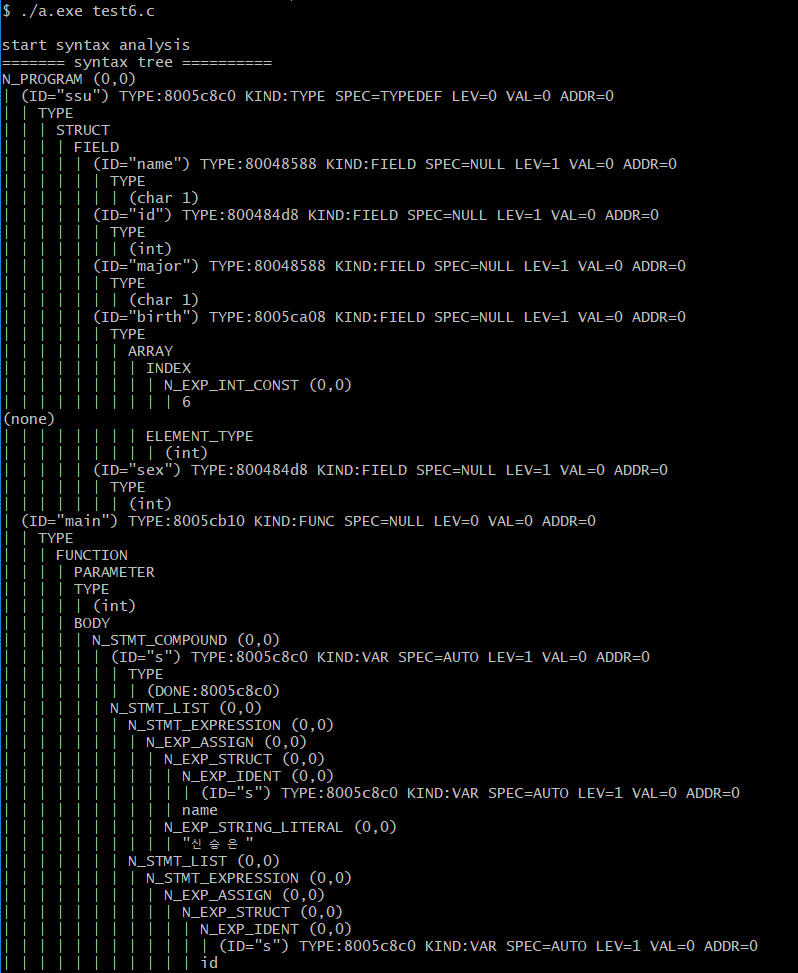 $ ./a.exe test6.c

start syntax analysis
======= syntax tree ==========
N_PROGRAM (0,0)
| (ID="ssu") TYPE:8005c8c0 KIND:TYPE SPEC=TYPEDEF LEV=0 VAL=0 ADDR=0
| | TYPE
| | | STRUCT
| | | | FIELD
| | | | | (ID="name") TYPE:80048588 KIND:FIELD SPEC=NULL LEV=1 VAL=0 ADDR=0
| | | | | | TYPE
| | | | | | | (char 1)
| | | | | (ID="id") TYPE:800484d8 KIND:FIELD SPEC=NULL LEV=1 VAL=0 ADDR=0
| | | | | | TYPE
| | | | | | | (int)
| | | | | (ID="major") TYPE:80048588 KIND:FIELD SPEC=NULL LEV=1 VAL=0 ADDR=0
| | | | | | TYPE
| | | | | | | (char 1)
| | | | | (ID="birth") TYPE:8005ca08 KIND:FIELD SPEC=NULL LEV=1 VAL=0 ADDR=0
| | | | | | TYPE
| | | | | | | ARRAY
| | | | | | | | INDEX
| | | | | | | | | N_EXP_INT_CONST (0,0)
| | | | | | | | | | 6
(none)
| | | | | | | | ELEMENT_TYPE
| | | | | | | | | (int)
| | | | | (ID="sex") TYPE:800484d8 KIND:FIELD SPEC=NULL LEV=1 VAL=0 ADDR=0
| | | | | | TYPE
| | | | | | | (int)
| (ID="main") TYPE:8005cb10 KIND:FUNC SPEC=NULL LEV=0 VAL=0 ADDR=0
| | TYPE
| | | FUNCTION
| | | | PARAMETER
| | | | TYPE
| | | | | (int)
| | | | BODY
| | | | | N_STMT_COMPOUND (0,0)
| | | | | | (ID="s") TYPE:8005c8c0 KIND:VAR SPEC=AUTO LEV=1 VAL=0 ADDR=0
| | | | | | | TYPE
| | | | | | | | (DONE:8005c8c0)
| | | | | | N_STMT_LIST (0,0)
| | | | | | | N_STMT_EXPRESSION (0,0)
| | | | | | | | N_EXP_ASSIGN (0,0)
| | | | | | | | | N_EXP_STRUCT (0,0)
| | | | | | | | | | N_EXP_IDENT (0,0)
| | | | | | | | | | | (ID="s") TYPE:8005c8c0 KIND:VAR SPEC=AUTO LEV=1 VAL=0 ADDR=0
| | | | | | | | | | name
| | | | | | | | | N_EXP_STRING_LITERAL (0,0)
| | | | | | | | | | "신 승 은 "
| | | | | | | N_STMT_LIST (0,0)
| | | | | | | | N_STMT_EXPRESSION (0,0)
| | | | | | | | | N_EXP_ASSIGN (0,0)
| | | | | | | | | | N_EXP_STRUCT (0,0)
| | | | | | | | | | | N_EXP_IDENT (0,0)
| | | | | | | | | | | | (ID="s") TYPE:8005c8c0 KIND:VAR SPEC=AUTO LEV=1 VAL=0 ADDR=0
| | | | | | | | | | | id